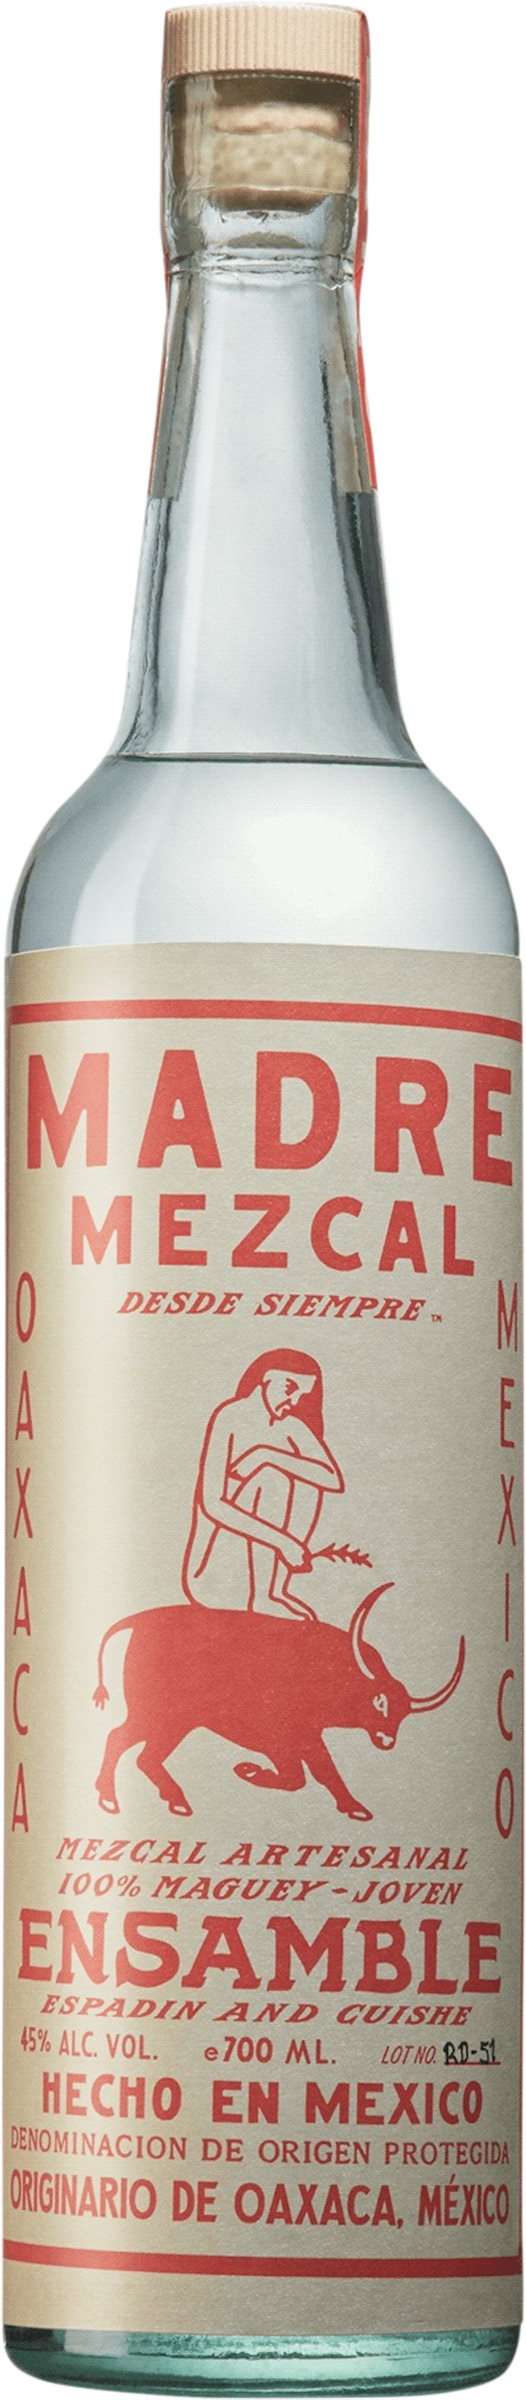 MADRE
MEZCAL
DESDE SIEMPRE™
OAXACA
MEXICO
MEZCAL ARTESANAL
100% MAGUEY - JOVEN
ENSAMBLE
ESPADIN AND CUISHE
45% ALC. VOL. e700 ML. LOT NO. RD-51
HECHO EN MEXICO
DENOMINACION DE ORIGEN PROTEGIDA
ORIGINARIO DE OAXACA, MÉXICO